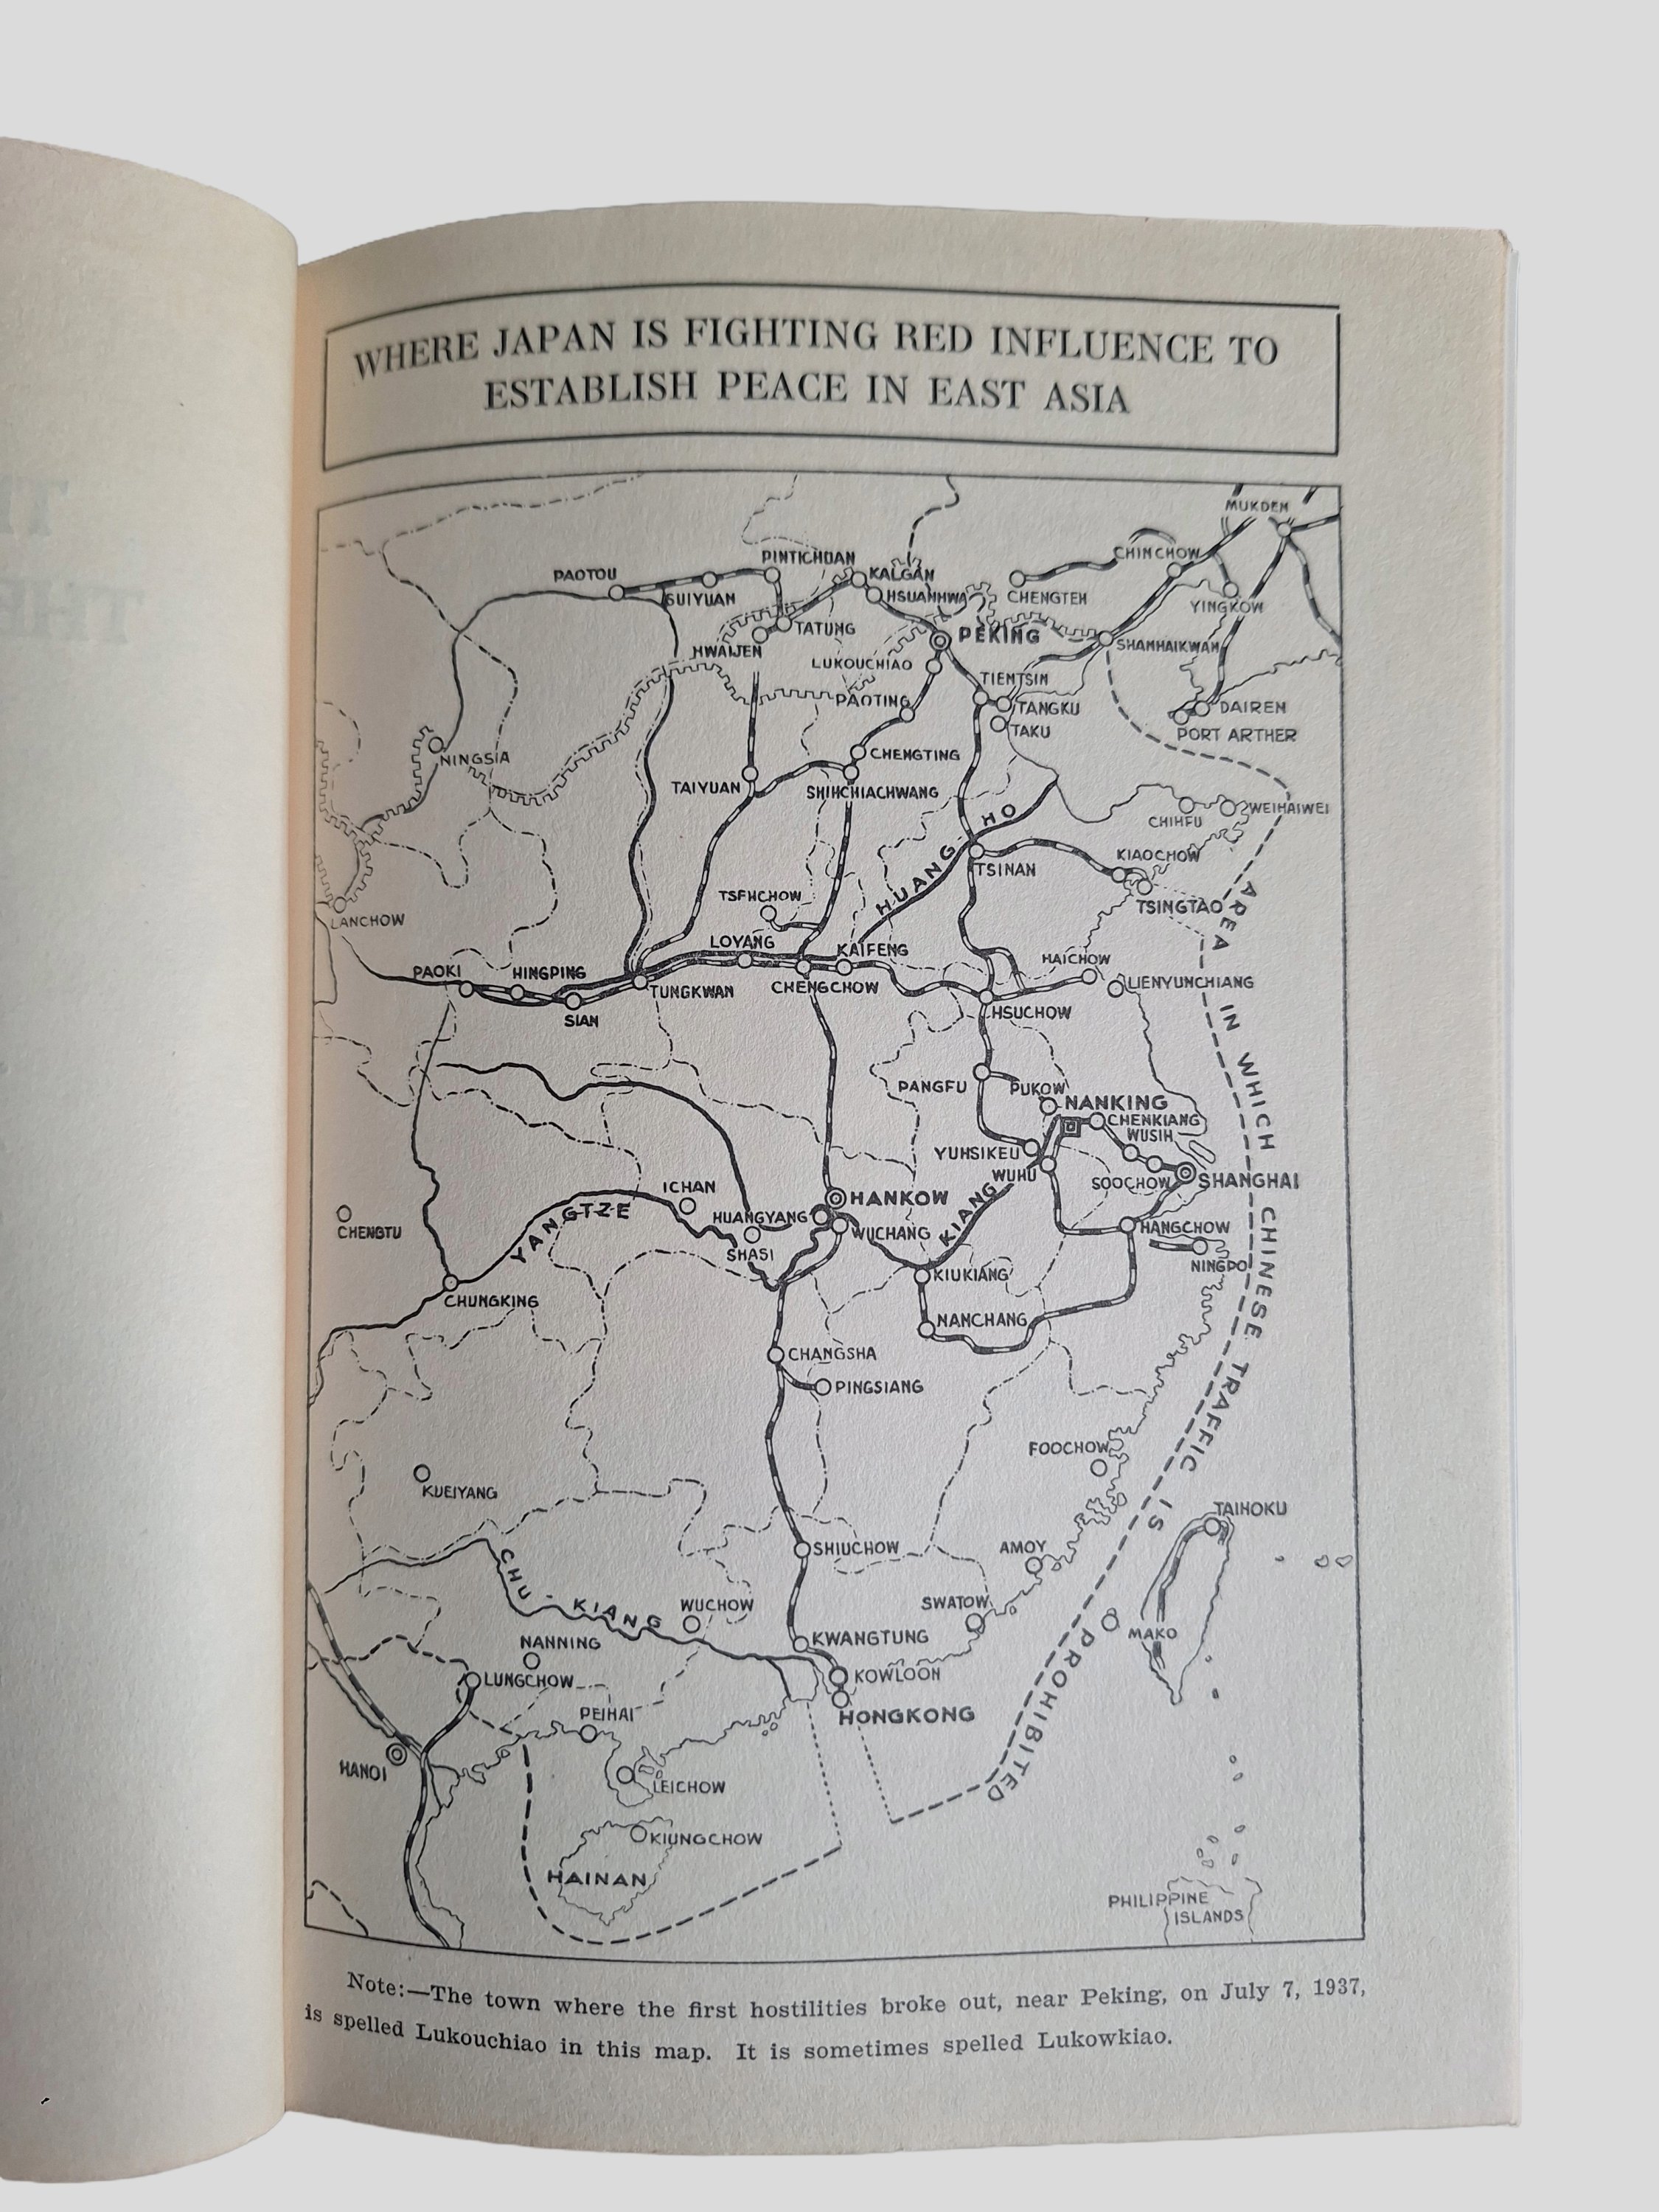 WHERE JAPAN IS FIGHTING RED INFLUENCE TO
ESTABLISH PEACE IN EAST ASIA
MUKDEN
CHINCHOW
PINTICHUAN
PAOTOU
KALGAN
SUIYUAN
HSUANHWA
CHENGTEH
YINGKOW
TATUNG
PEKING
HWAIJEN
SHANHAIKWAN
LUKOUCHIAO
TIENTSIN
PAOTING
TANGKU
DAIREN
TAKU
PORT ARTHER
NINGSIA
CHENGTING
TAIYUAN
SHIHCHIACHWANG
WEIHAIWEI
CHIHFU
HUANG HO
KIAOCHOW
TSINAN
TSEHCHOW
TSINGTAO
LANCHOW
LOYANG
KAIFENG
HAICHOW
PAOKI
HINGPING
LIENYUNCHIANG
TUNGKWAN
CHENGCHOW
SIAN
HSUCHOW
AREA IN WHICH CHINESE TRAFFIC IS PROHIBITED
PANGFU
PUKOW
NANKING
CHENKIANG
WUSIH
YUHSIKEU
WUHU
SOOCHOW
SHANGHAI
ICHAN
HANKOW
YANGTZE KIANG
HUANGYANG
WUCHANG
HANGCHOW
CHENGTU
SHASI
NINGPO
KIUKIANG
CHUNGKING
NANCHANG
CHANGSHA
PINGSIANG
FOOCHOW
KUEIYANG
TAIHOKU
SHIUCHOW
AMOY
CHU-KIANG
WUCHOW
SWATOW
MAKO
NANNING
KWANGTUNG
LUNGCHOW
KOWLOON
PEIHAI
HONGKONG
HANOI
LEICHOW
KIUNGCHOW
HAINAN
PHILIPPINE
ISLANDS
Note:—The town where the first hostilities broke out, near Peking, on July 7, 1937,
is spelled Lukouchiao in this map. It is sometimes spelled Lukowkiao.